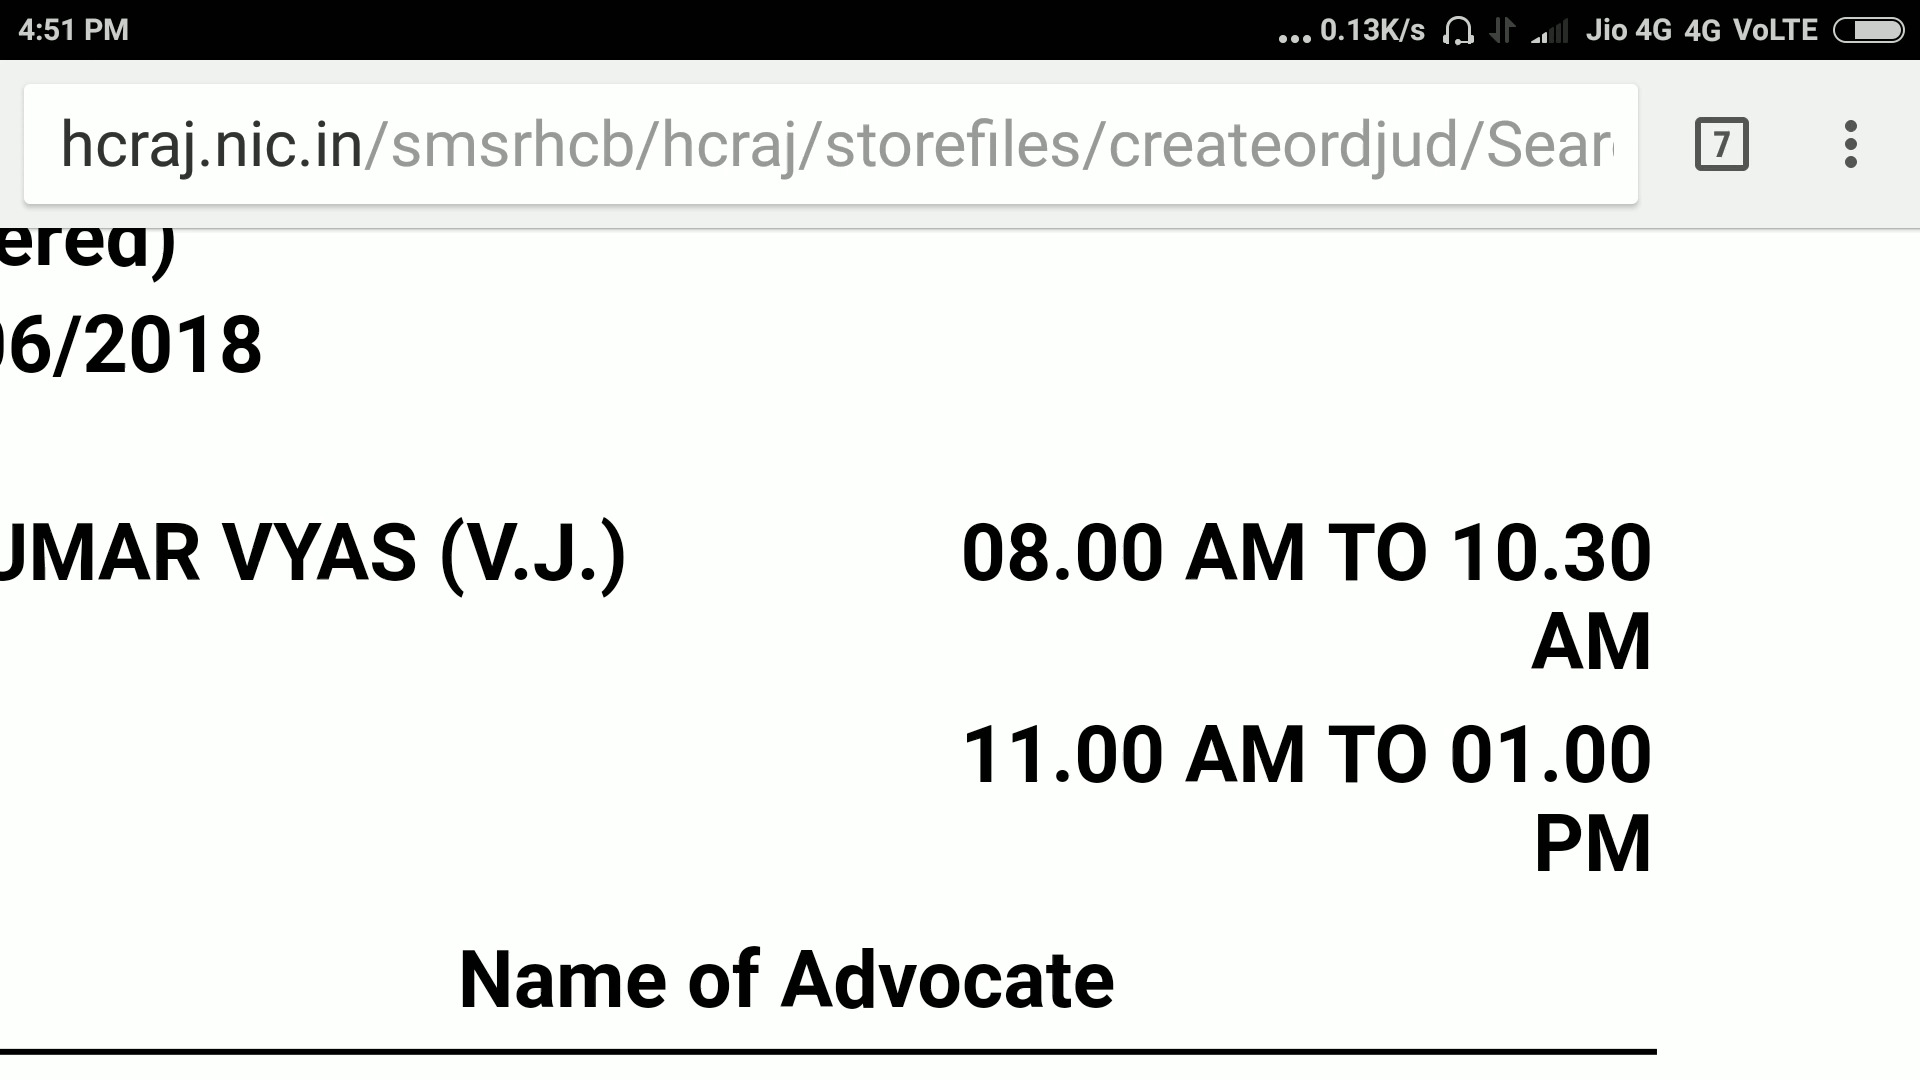 4:51 PM ... 0.13K/s Jio 4G 4G VoLTE
hcraj.nic.in/smsrhcb/hcraj/storefiles/createordjud/Sear 7
ered)
06/2018
UMAR VYAS (V.J.) 08.00 AM TO 10.30
AM
11.00 AM TO 01.00
PM
Name of Advocate